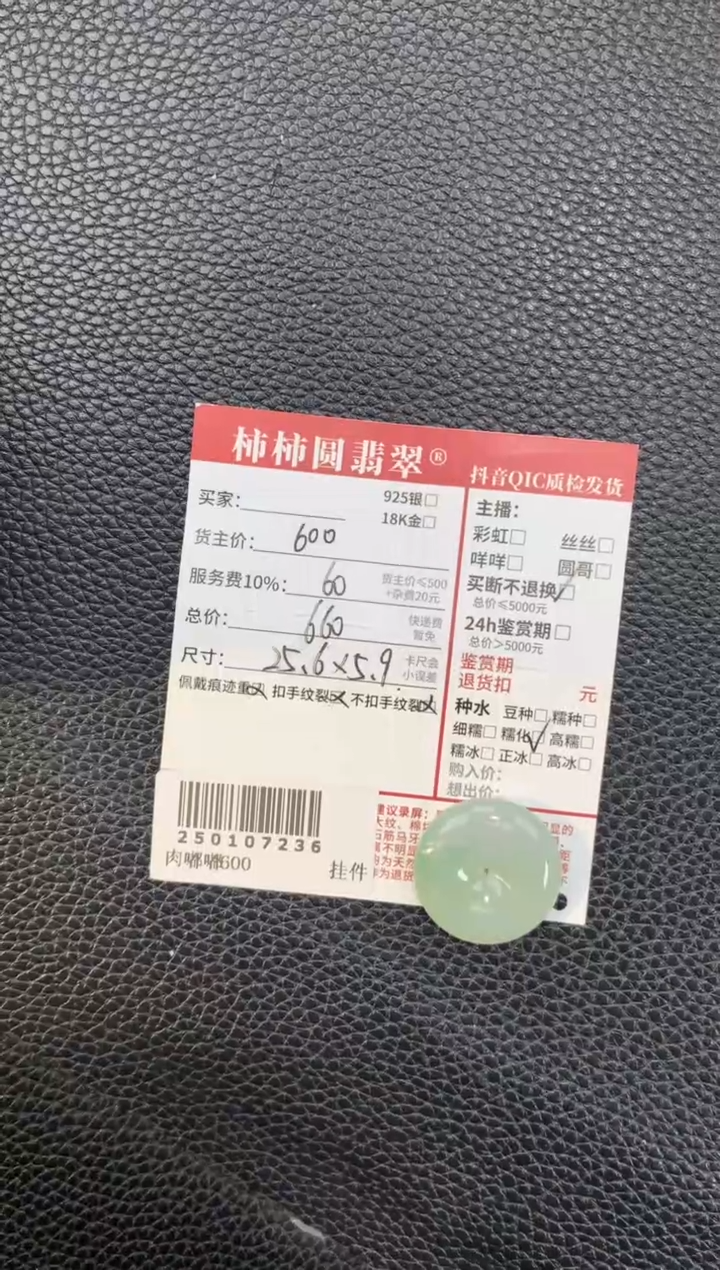 柿柿圆翡翠®
抖音QIC质检发货
买家：
925银□
18K金□
货主价：600
服务费10%：60
货主价≤500
+杂费20元
总价：660
快递费
暂免
尺寸：25.6×5.9
卡尺会
小误差
佩戴痕迹重 扣手纹裂 不扣手纹裂
主播：
彩虹□ 丝丝□
咩咩□ 圆哥□
买断不退换☑
总价≤5000元
24h鉴赏期□
总价＞5000元
鉴赏期
退货扣 元
种水 豆种□ 糯种□
细糯□ 糯化☑ 高糯□
糯冰□ 正冰□ 高冰□
购入价：
想出价：
建议录屏：
250107236
肉嘟嘟600
挂件